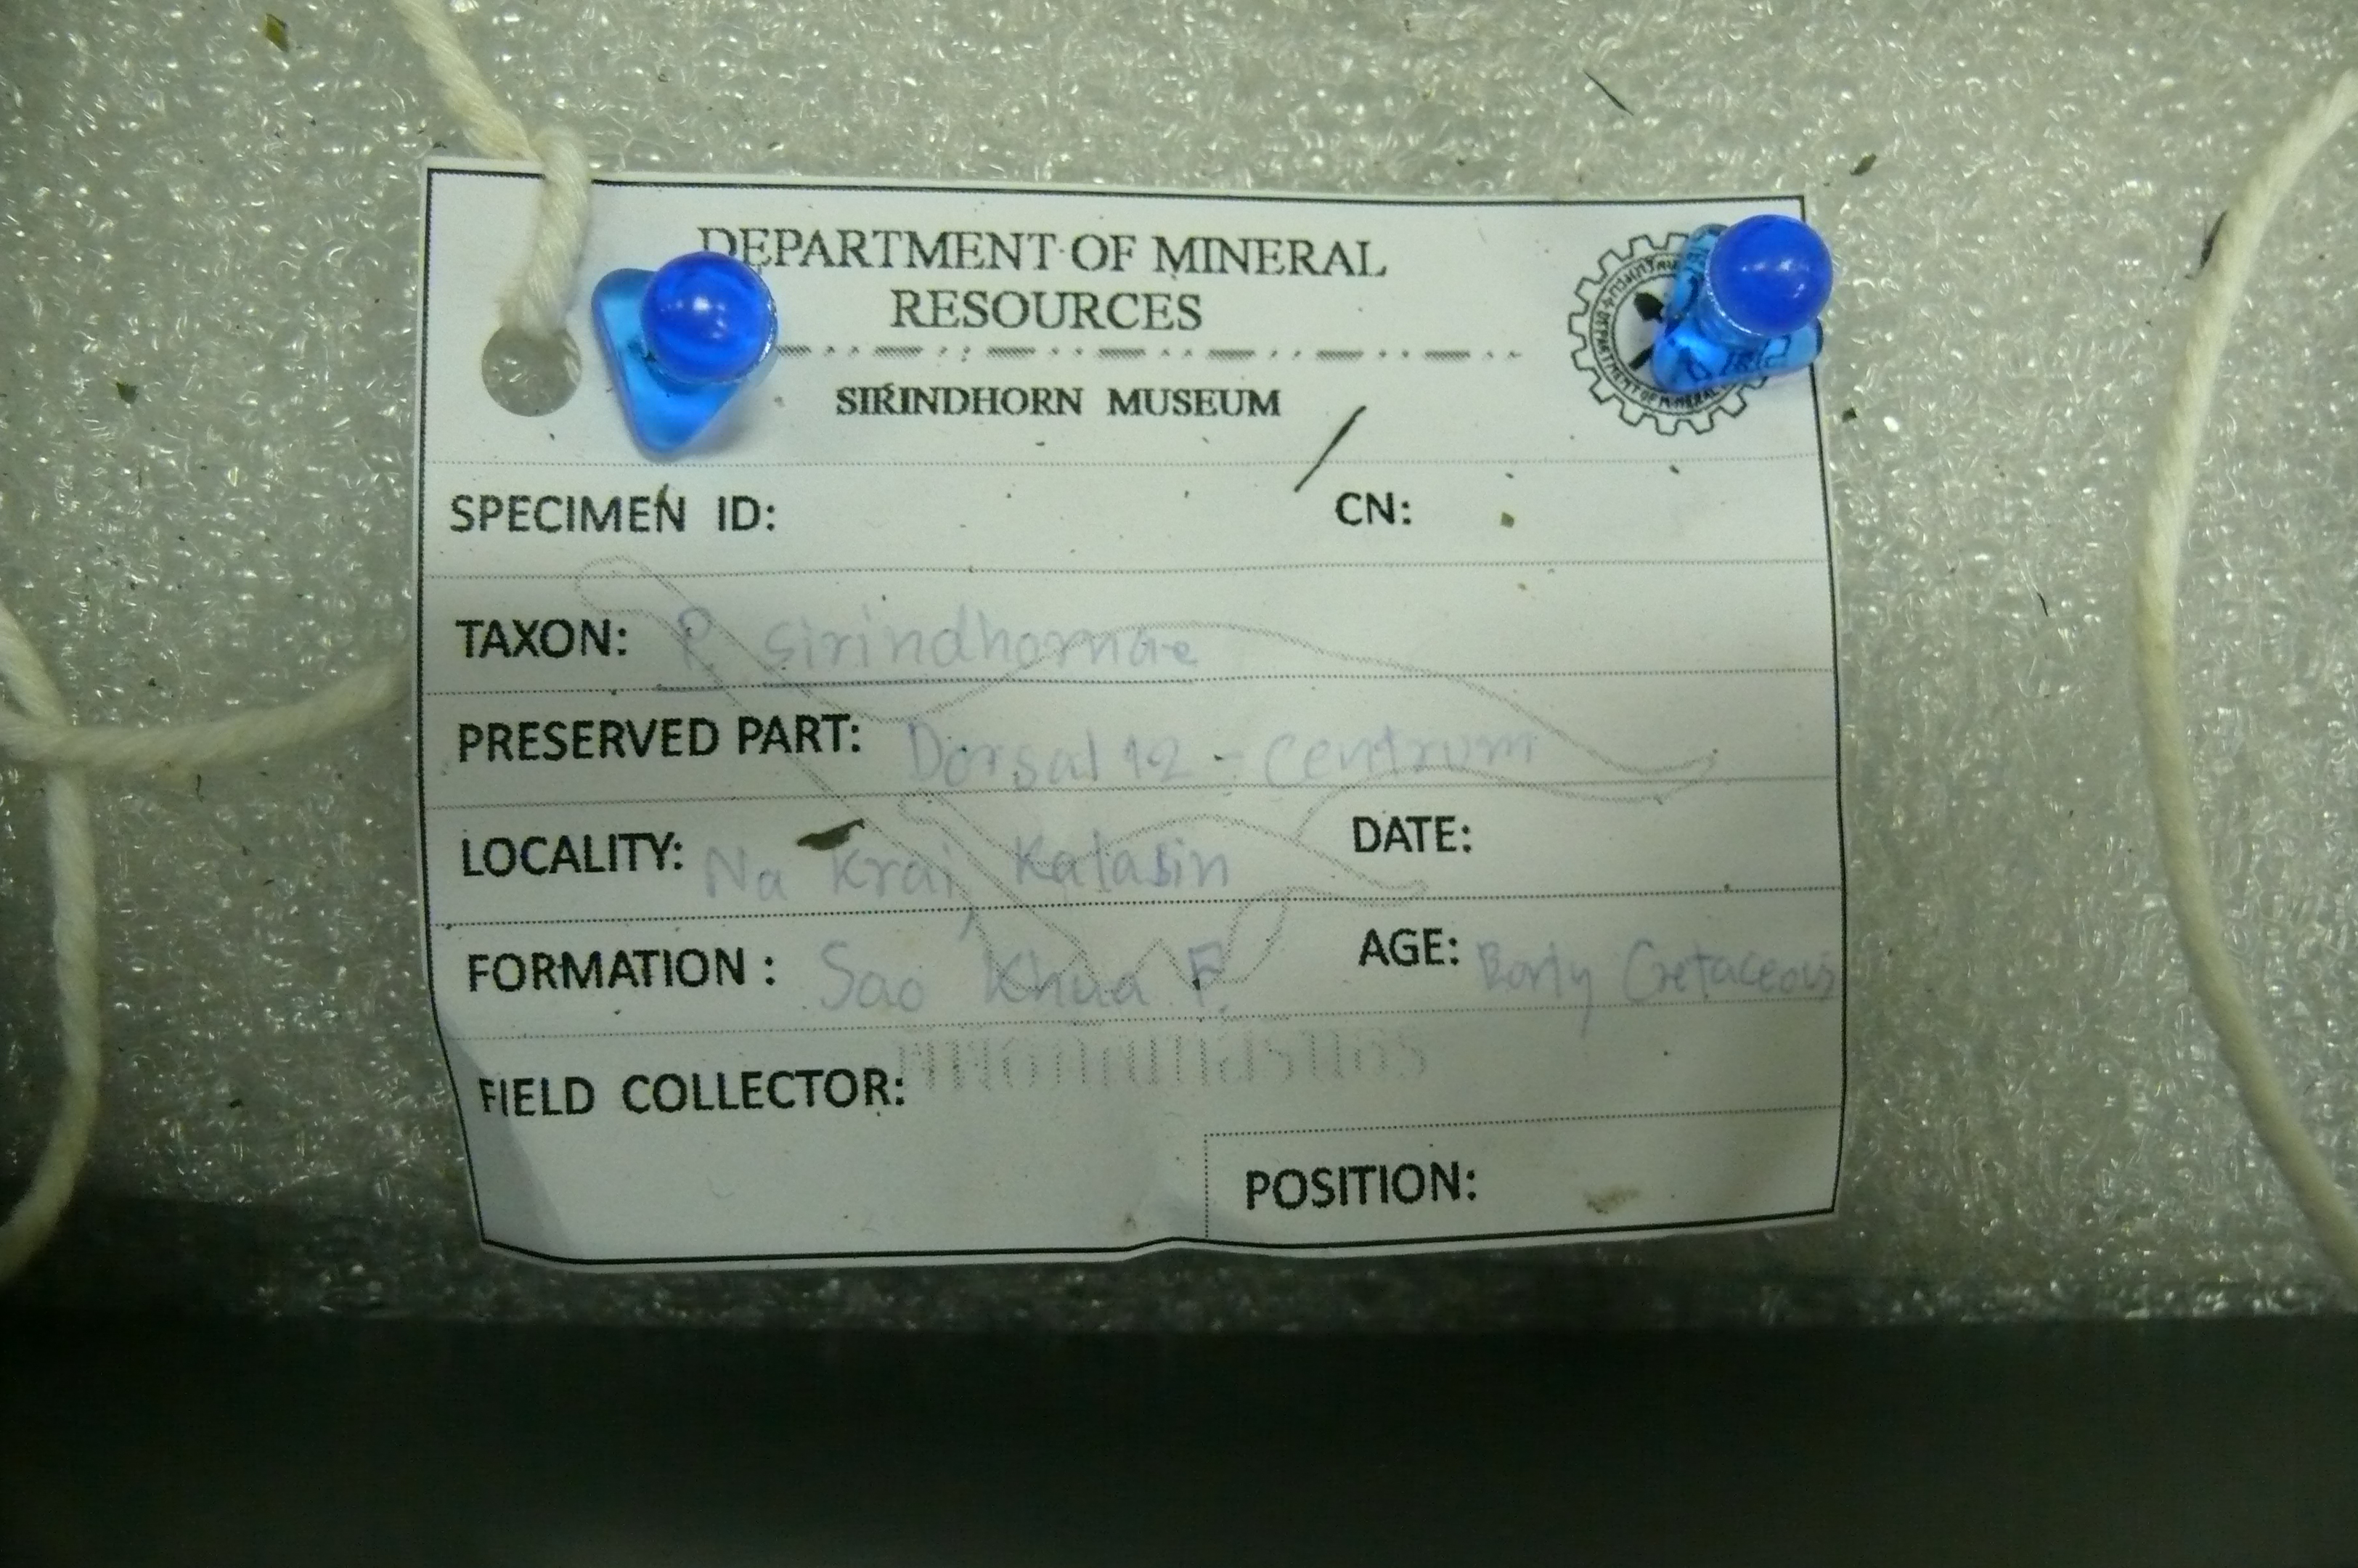 DEPARTMENT OF MINERAL
RESOURCES
SIRINDHORN MUSEUM
SPECIMEN ID:
CN:
TAXON: P. sirindhornae
PRESERVED PART: Dorsal 12 - Centrum
LOCALITY: Na Krai, Kalasin
DATE:
FORMATION : Sao Khua F.
AGE: Early Cretaceous
FIELD COLLECTOR:
POSITION: